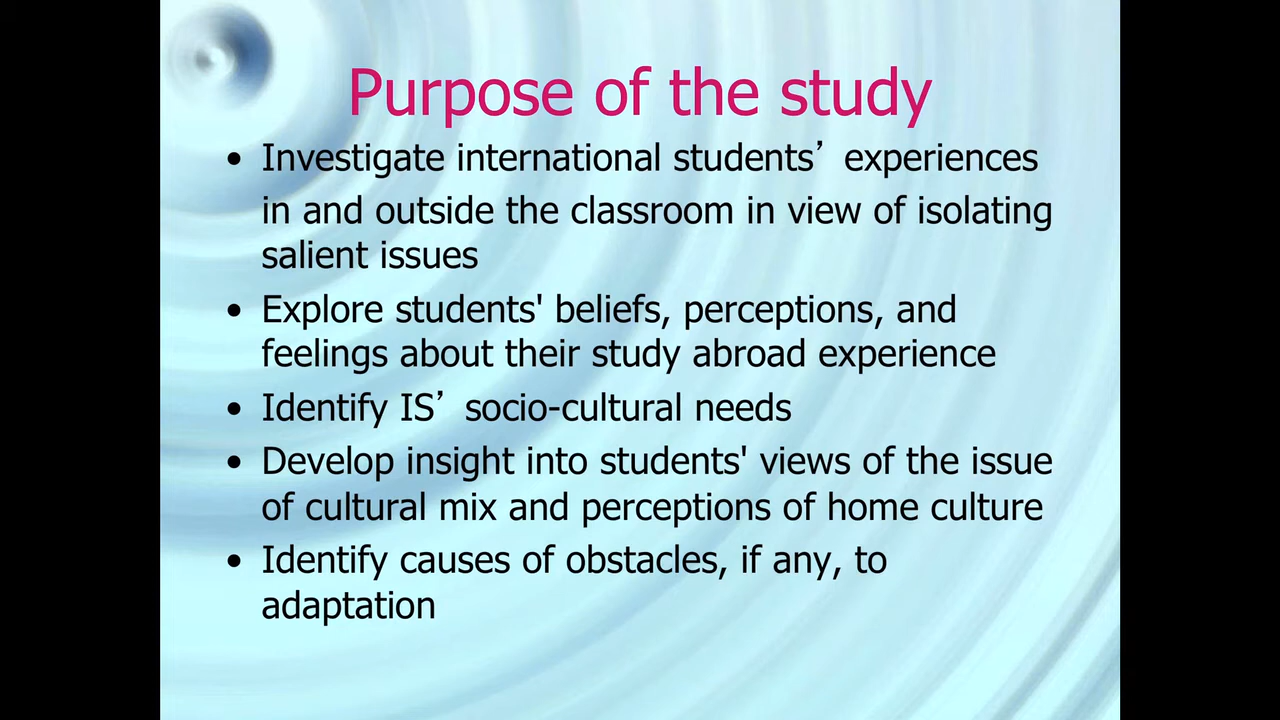 Purpose of the study
• Investigate international students’ experiences
in and outside the classroom in view of isolating
salient issues
• Explore students' beliefs, perceptions, and
feelings about their study abroad experience
• Identify IS’ socio-cultural needs
• Develop insight into students' views of the issue
of cultural mix and perceptions of home culture
• Identify causes of obstacles, if any, to
adaptation